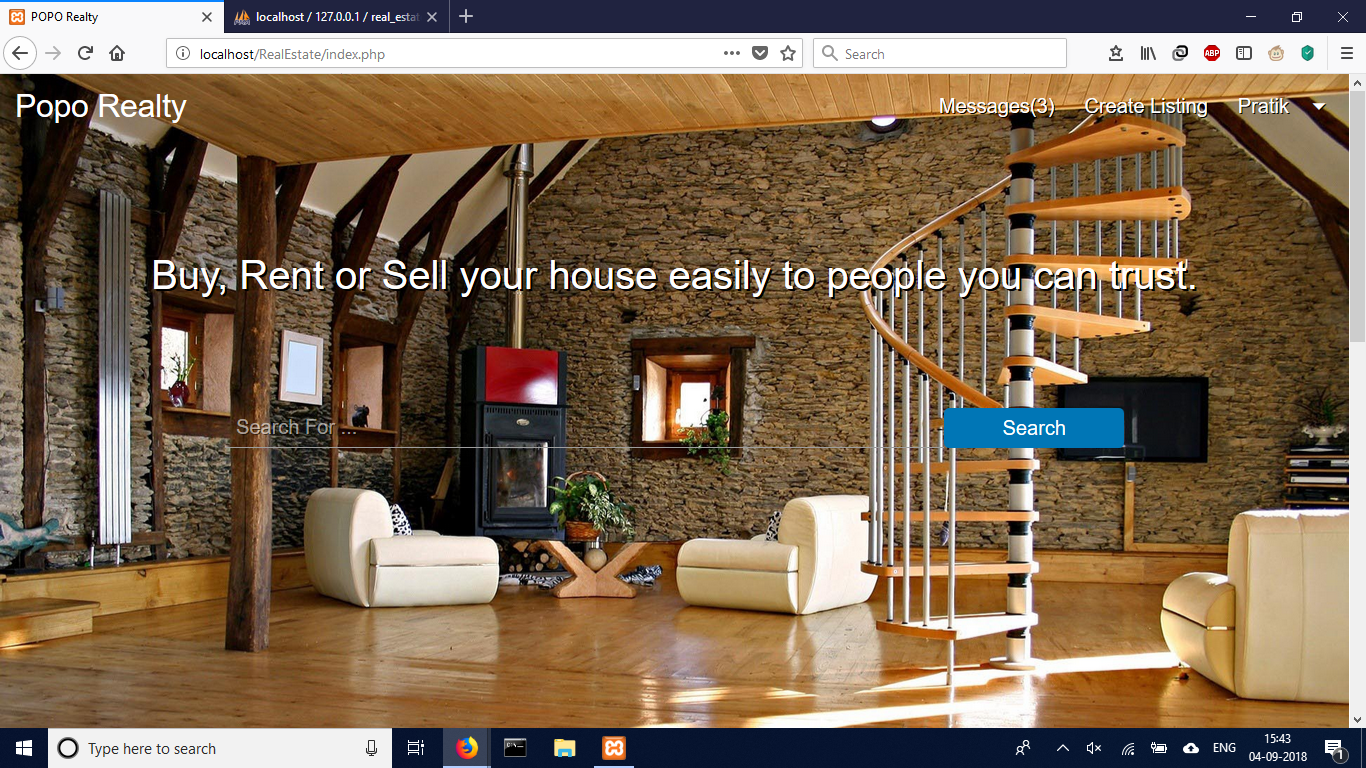 POPO Realty
localhost / 127.0.0.1 / real_esta
localhost/RealEstate/index.php
Search
ABP
Popo Realty
Messages(3)
Create Listing
Pratik
Buy, Rent or Sell your house easily to people you can trust.
Search For ...
Search
Type here to search
ENG
15:43
04-09-2018
1